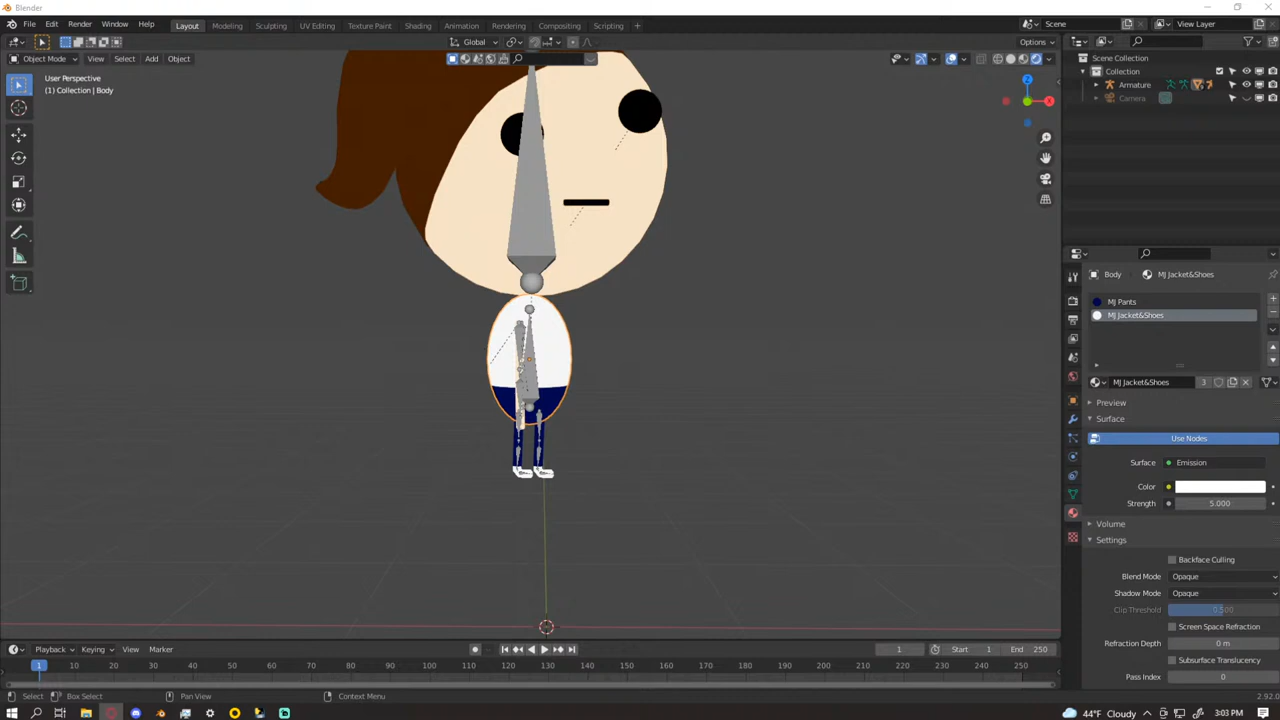 Blender
File Edit Render Window Help Layout Modeling Sculpting UV Editing Texture Paint Shading Animation Rendering Compositing Scripting Scene View Layer
Global Options
Object Mode View Select Add Object
User Perspective
(1) Collection | Body
Z
X
Scene Collection
Collection
Armature
Camera
Body MJ Jacket&Shoes
MJ Pants
MJ Jacket&Shoes
MJ Jacket&Shoes 3
Preview
Surface
Use Nodes
Surface Emission
Color
Strength 5.000
Volume
Settings
Backface Culling
Blend Mode Opaque
Shadow Mode Opaque
Clip Threshold 0.500
Screen Space Refraction
Refraction Depth 0 m
Subsurface Translucency
Pass Index 0
Playback Keying View Marker 1 Start 1 End 250
1 10 20 30 40 50 60 70 80 90 100 110 120 130 140 150 160 170 180 190 200 210 220 230 240 250
Select Box Select Pan View Context Menu 2.92.0
44°F Cloudy 3:03 PM